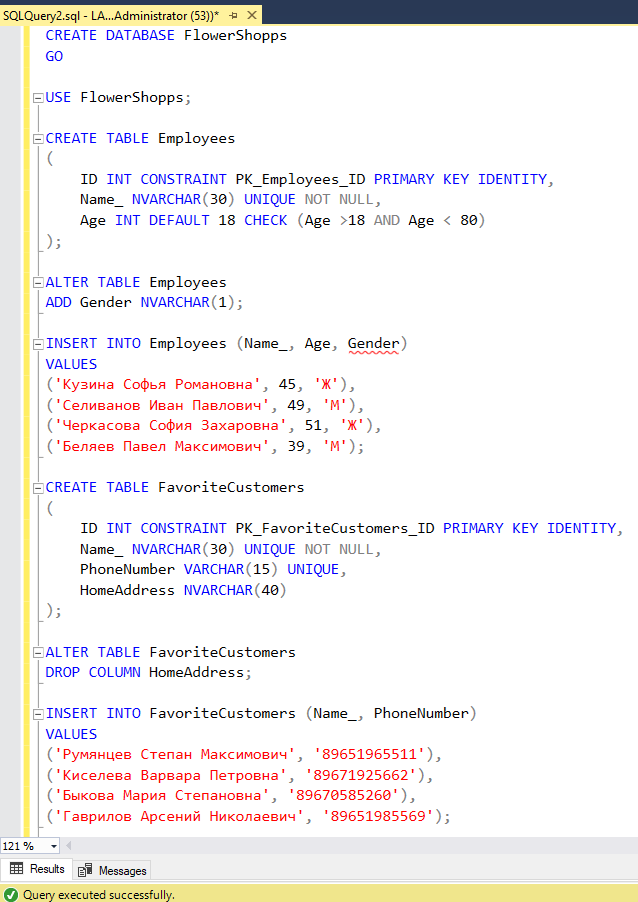 SQLQuery2.sql - LA...Administrator (53))*
CREATE DATABASE FlowerShopps
GO
USE FlowerShopps;
CREATE TABLE Employees
(
ID INT CONSTRAINT PK_Employees_ID PRIMARY KEY IDENTITY,
Name_ NVARCHAR(30) UNIQUE NOT NULL,
Age INT DEFAULT 18 CHECK (Age >18 AND Age < 80)
);
ALTER TABLE Employees
ADD Gender NVARCHAR(1);
INSERT INTO Employees (Name_, Age, Gender)
VALUES
('Кузина Софья Романовна', 45, 'Ж'),
('Селиванов Иван Павлович', 49, 'М'),
('Черкасова София Захаровна', 51, 'Ж'),
('Беляев Павел Максимович', 39, 'М');
CREATE TABLE FavoriteCustomers
(
ID INT CONSTRAINT PK_FavoriteCustomers_ID PRIMARY KEY IDENTITY,
Name_ NVARCHAR(30) UNIQUE NOT NULL,
PhoneNumber VARCHAR(15) UNIQUE,
HomeAddress NVARCHAR(40)
);
ALTER TABLE FavoriteCustomers
DROP COLUMN HomeAddress;
INSERT INTO FavoriteCustomers (Name_, PhoneNumber)
VALUES
('Румянцев Степан Максимович', '89651965511'),
('Киселева Варвара Петровна', '89671925662'),
('Быкова Мария Степановна', '89670585260'),
('Гаврилов Арсений Николаевич', '89651985569');
121 %
Results Messages
Query executed successfully.